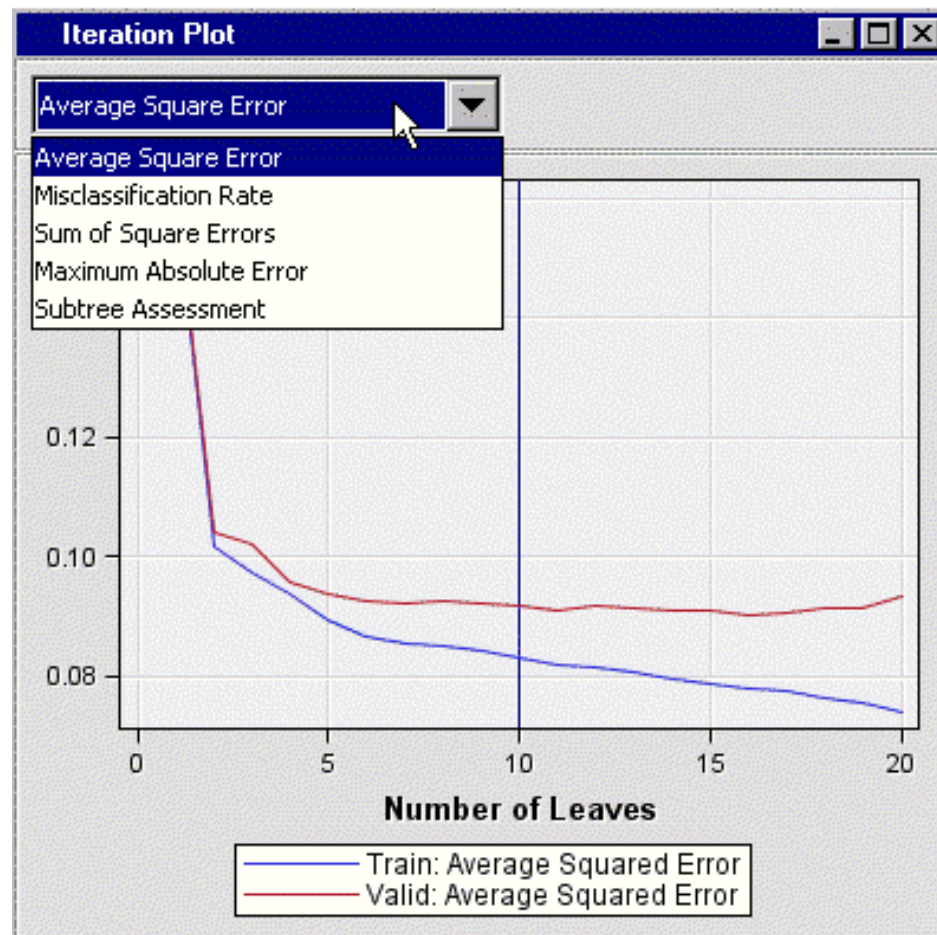 Iteration Plot
Average Square Error
Average Square Error
Misclassification Rate
Sum of Square Errors
Maximum Absolute Error
Subtree Assessment
0.12
0.10
0.08
0 5 10 15 20
Number of Leaves
Train: Average Squared Error
Valid: Average Squared Error